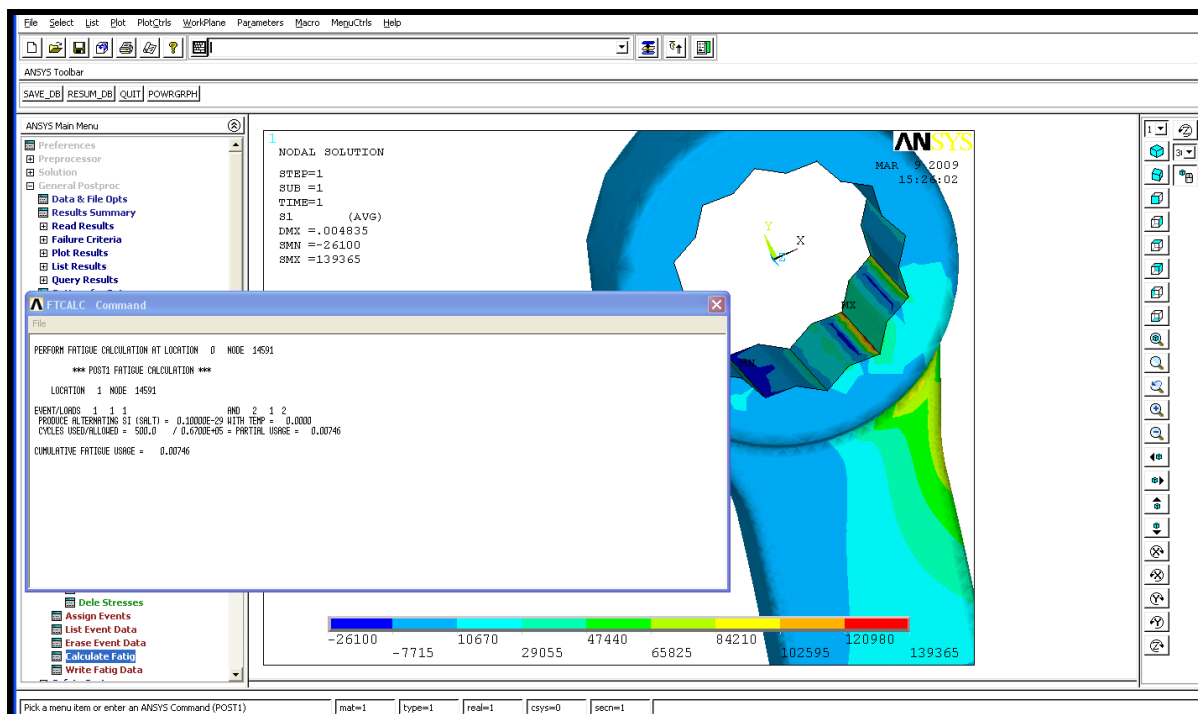 File Select List Plot PlotCtrls WorkPlane Parameters Macro MenuCtrls Help
ANSYS Toolbar
SAVE_DB RESUM_DB QUIT POWRGRPH
ANSYS Main Menu
Preferences
Preprocessor
Solution
General Postproc
Data & File Opts
Results Summary
Read Results
Failure Criteria
Plot Results
List Results
Query Results
FTCALC Command
File
PERFORM FATIGUE CALCULATION AT LOCATION 0 NODE 14591
*** POST1 FATIGUE CALCULATION ***
LOCATION 1 NODE 14591
EVENT/LOADS 1 1 1 AND 2 1 2
PRODUCE ALTERNATING SI (SALT) = 0.10000E-29 WITH TEMP = 0.0000
CYCLES USED/ALLOWED = 500.0 / 0.6700E+05 = PARTIAL USAGE = 0.00746
CUMULATIVE FATIGUE USAGE = 0.00746
Dele Stresses
Assign Events
List Event Data
Erase Event Data
Calculate Fatig
Write Fatig Data
1
NODAL SOLUTION
STEP=1
SUB =1
TIME=1
S1 (AVG)
DMX =.004835
SMN =-26100
SMX =139365
ANSYS
MAR 9 2009
15:26:02
Y
X
Z
MX
MN
-26100 10670 47440 84210 120980
-7715 29055 65825 102595 139365
1
Pick a menu item or enter an ANSYS Command (POST1) mat=1 type=1 real=1 csys=0 secn=1